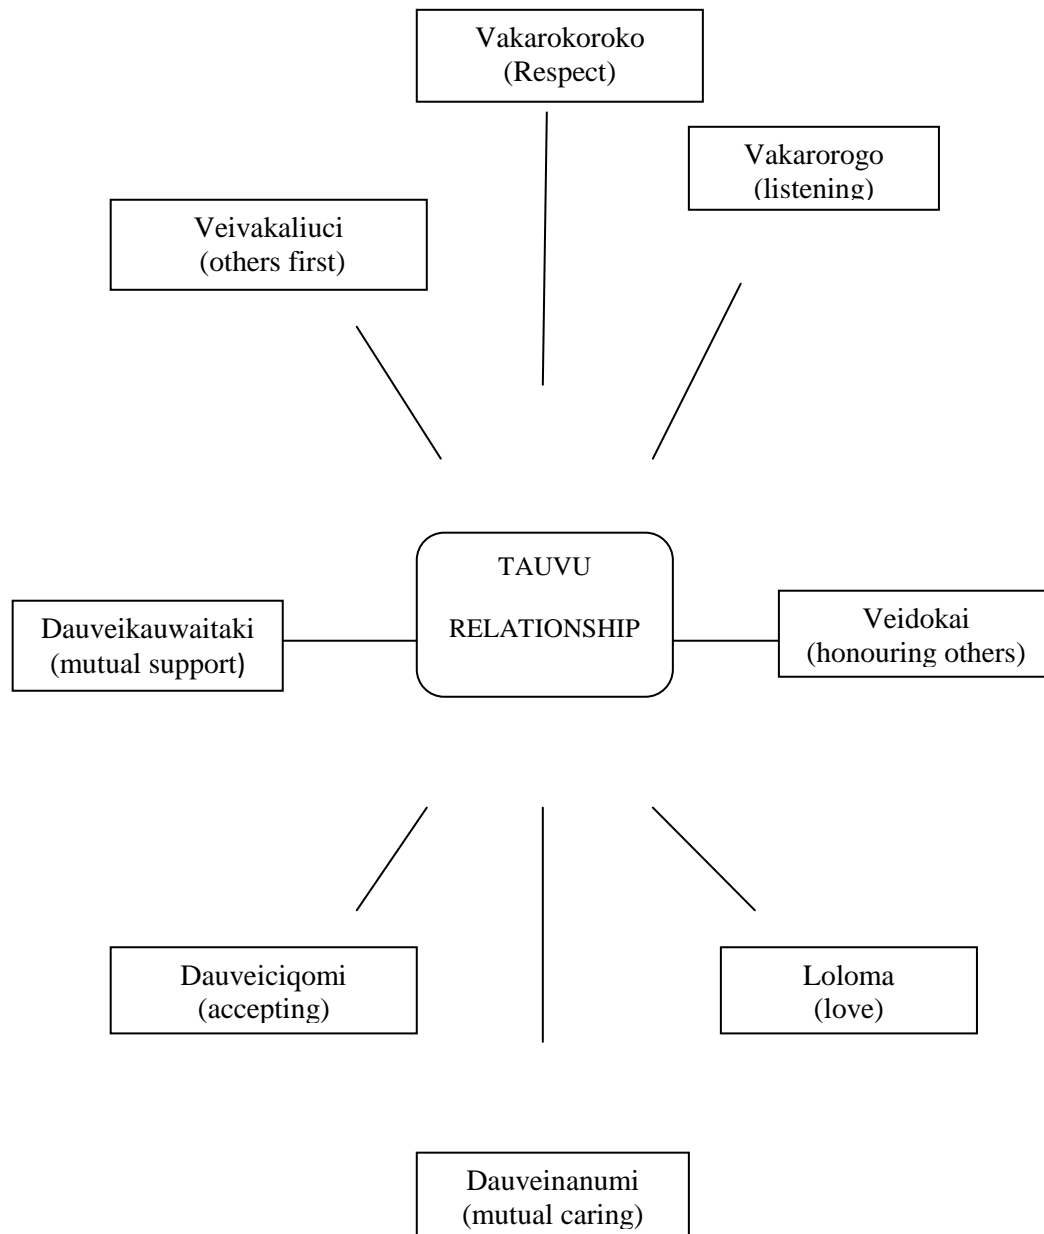 Vakarokoroko
(Respect)
Vakarorogo
(listening)
Veivakaliuci
(others first)
TAUVU
RELATIONSHIP
Dauveikauwaitaki
(mutual support)
Veidokai
(honouring others)
Dauveiciqomi
(accepting)
Loloma
(love)
Dauveinanumi
(mutual caring)